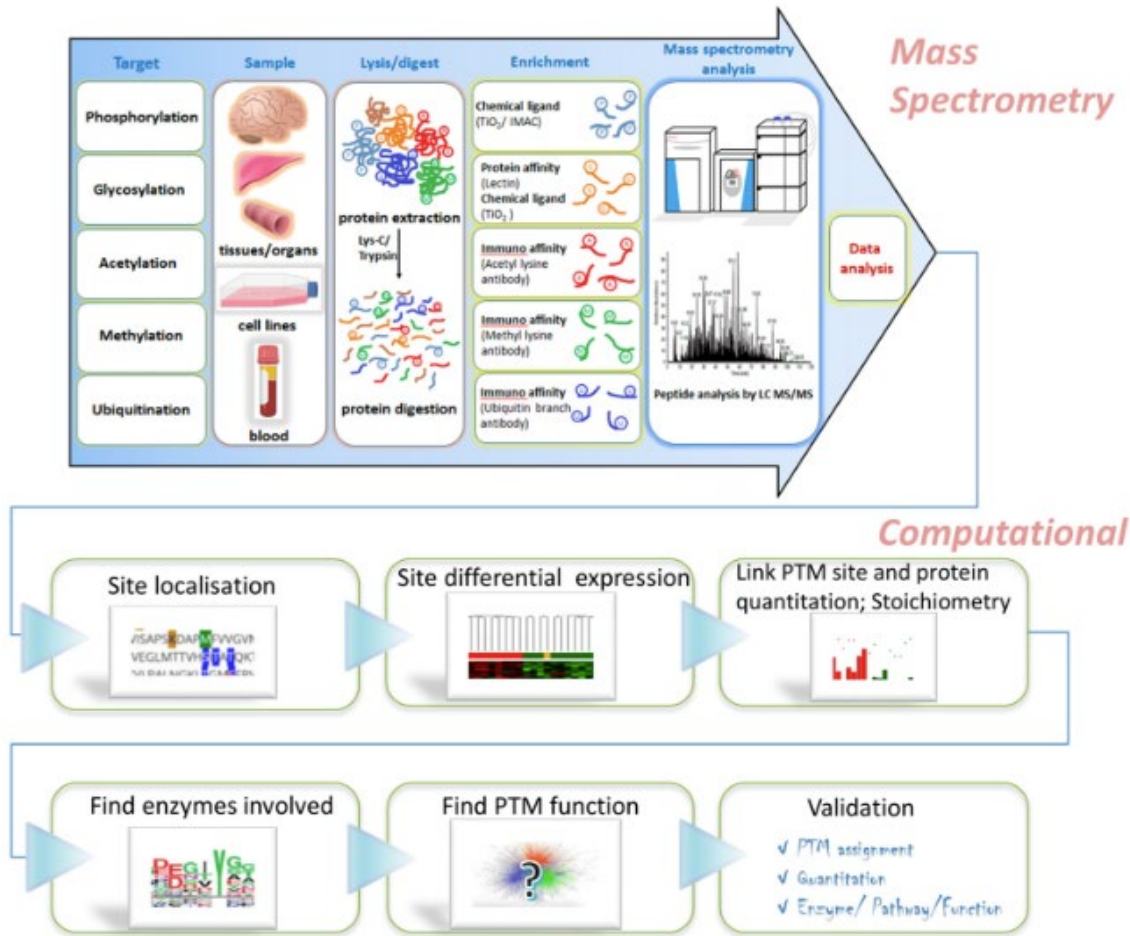 Mass
Spectrometry
Target
Sample
Lysis/digest
Enrichment
Mass spectrometry
analysis
Phosphorylation
Glycosylation
Acetylation
Methylation
Ubiquitination
tissues/organs
cell lines
blood
protein extraction
Lys-C/
Trypsin
protein digestion
Chemical ligand
(TiO₂/ IMAC)
Protein affinity
(Lectin)
Chemical ligand
(TiO₂ )
Immuno affinity
(Acetyl lysine
antibody)
Immuno affinity
(Methyl lysine
antibody)
Immuno affinity
(Ubiquitin branch
antibody)
Peptide analysis by LC MS/MS
Data
analysis
Computational
Site localisation
Site differential expression
Link PTM site and protein
quantitation; Stoichiometry
Find enzymes involved
Find PTM function
?
Validation
√ PTM assignment
√ Quantitation
√ Enzyme/ Pathway/Function